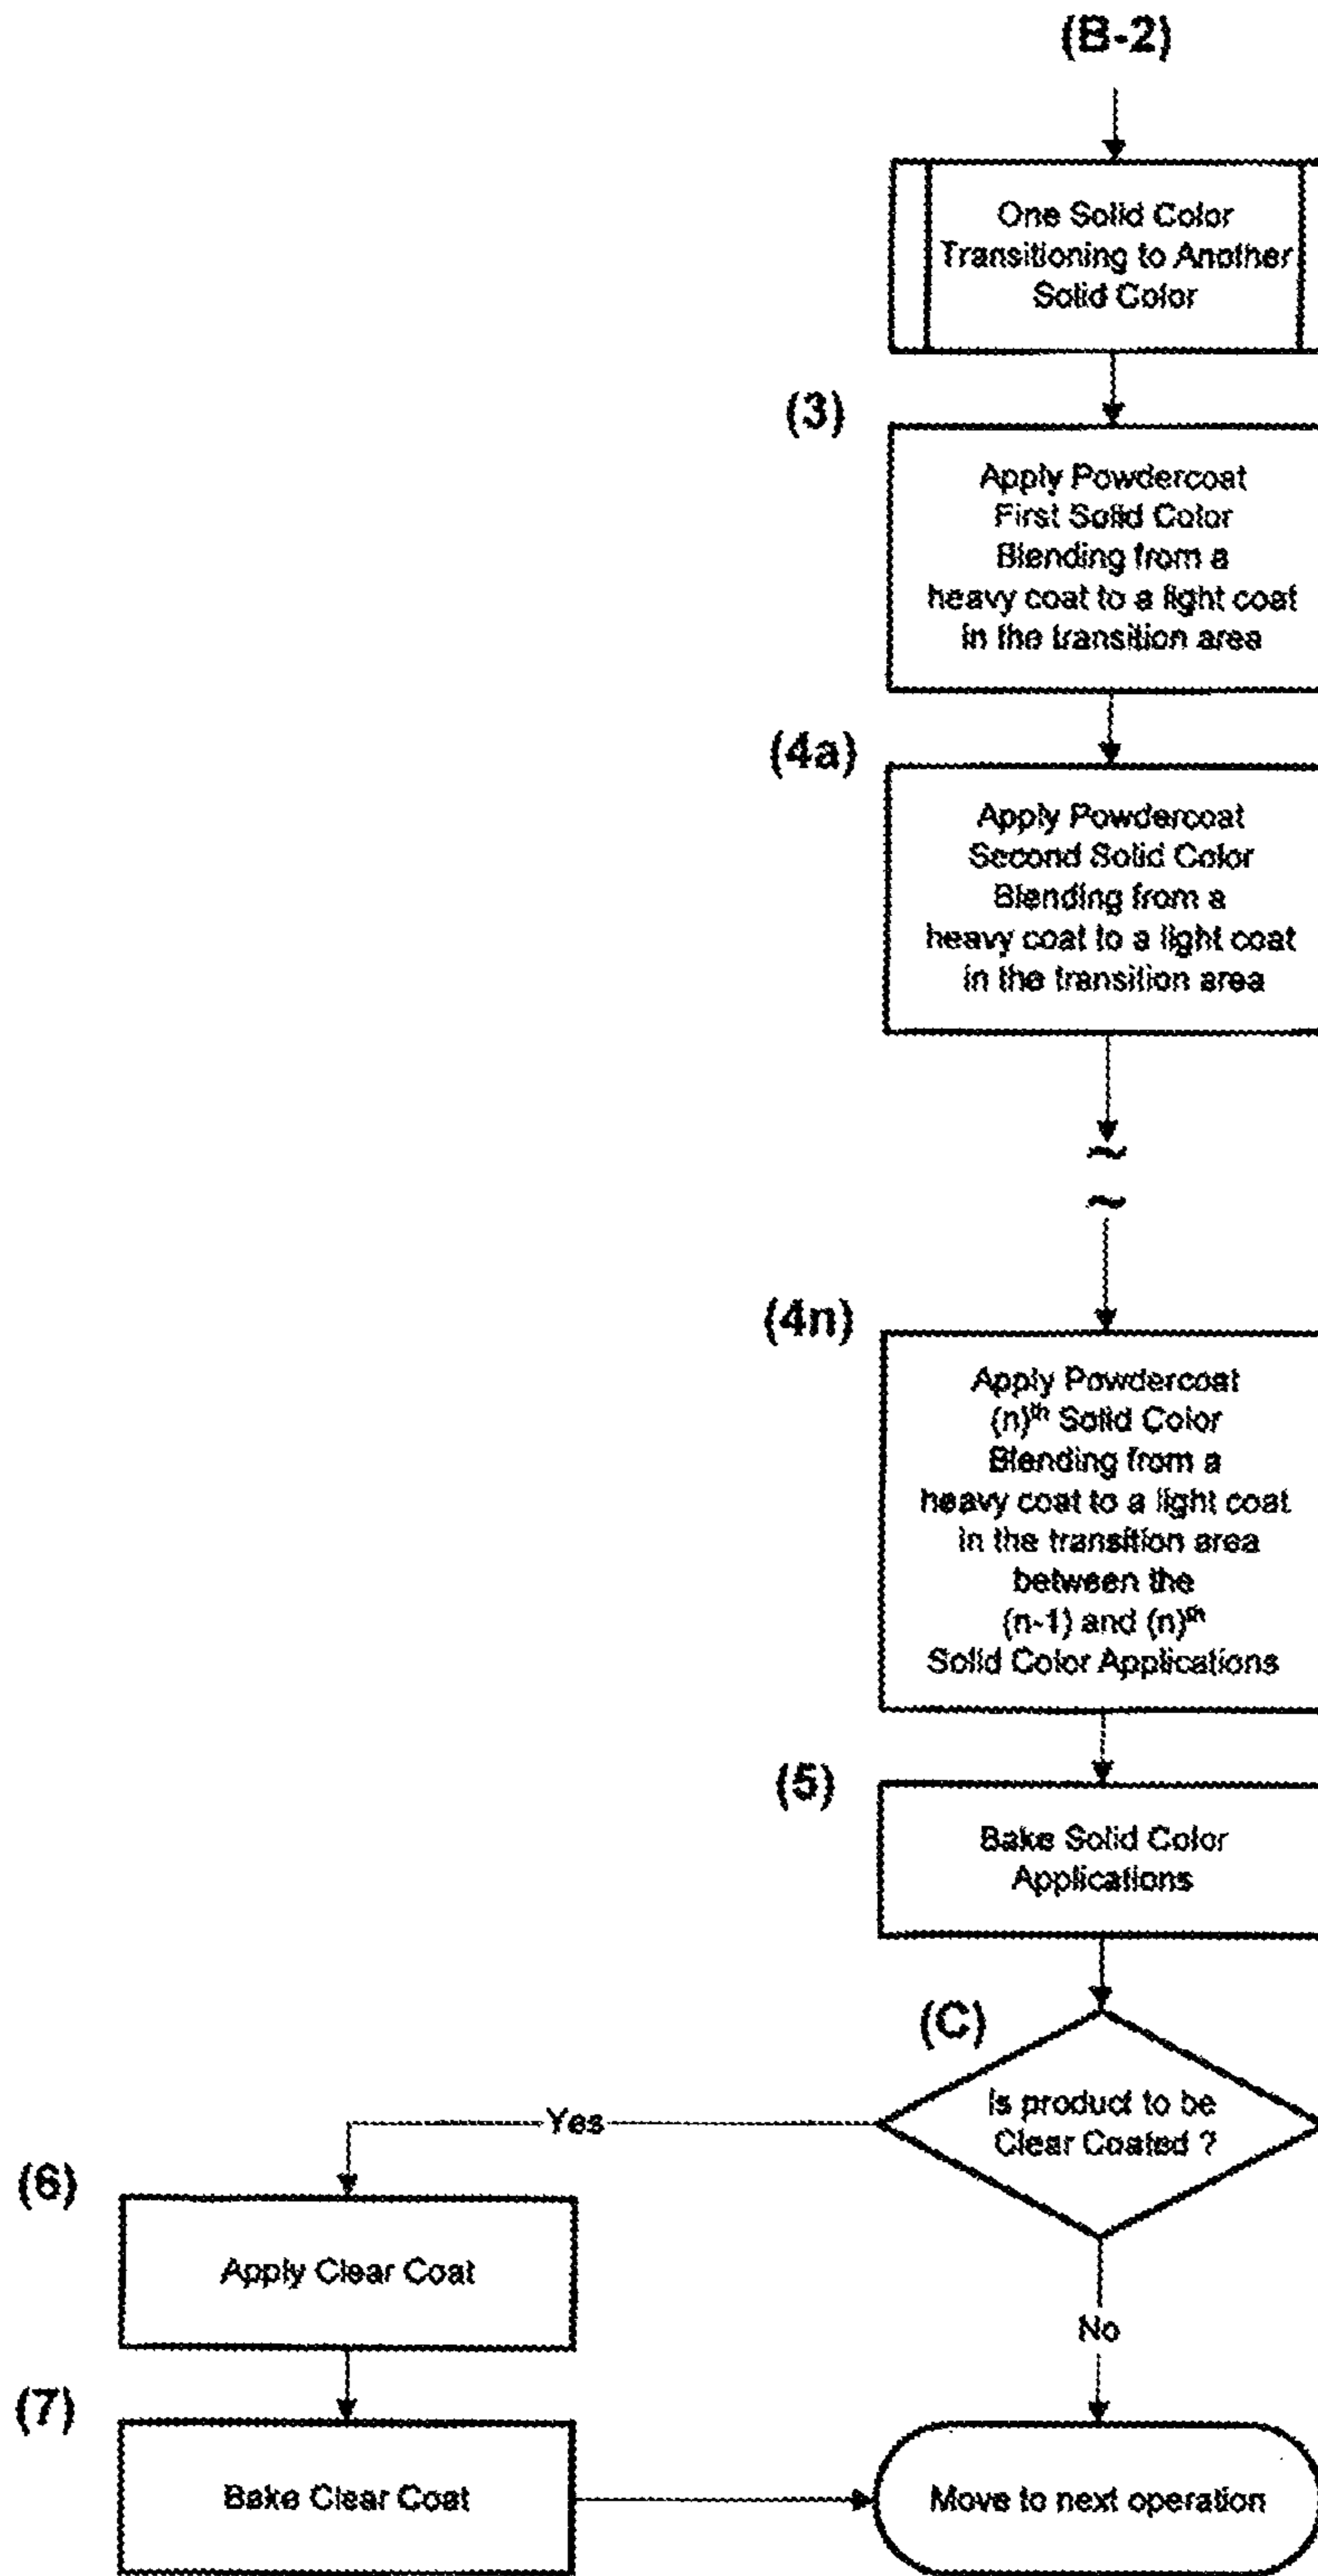 (B-2)
One Solid Color
Transitioning to Another
Solid Color
(3)
Apply Powdercoat
First Solid Color
Blending from a
heavy coat to a light coat
in the transition area
(4a)
Apply Powdercoat
Second Solid Color
Blending from a
heavy coat to a light coat
in the transition area
~
~
(4n)
Apply Powdercoat
(n)th Solid Color
Blending from a
heavy coat to a light coat
in the transition area
between the
(n-1) and (n)th
Solid Color Applications
(5)
Bake Solid Color
Applications
(C)
Is product to be
Clear Coated ?
Yes
No
(6)
Apply Clear Coat
(7)
Bake Clear Coat
Move to next operation